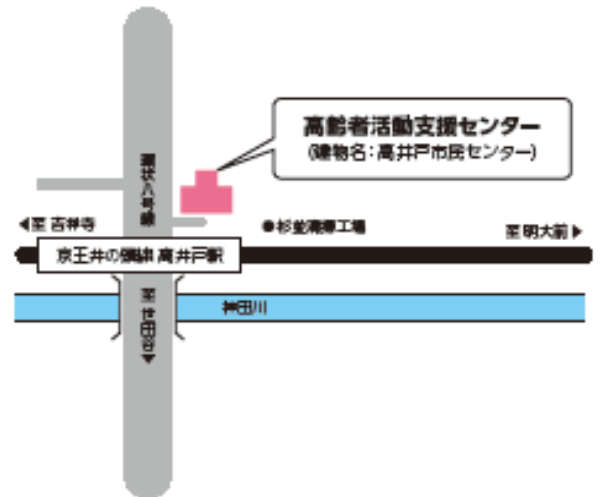 高齢者活動支援センター
(建物名：高井戸市民センター)
環状八号線
◀至 吉祥寺
●杉並清掃工場
至明大前▶
京王井の頭線 高井戸駅
神田川
至 世田谷▼